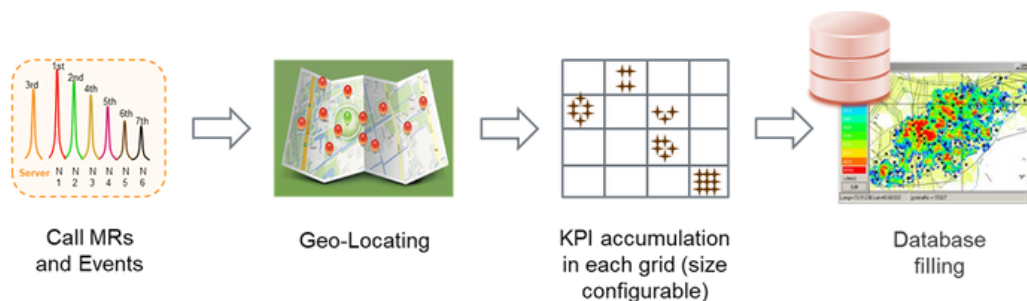 1st
2nd
3rd
4th
5th
6th
7th
Server
N
1
N
2
N
3
N
4
N
5
N
6
Call MRs
and Events
Geo-Locating
KPI accumulation
in each grid (size
configurable)
Database
filling